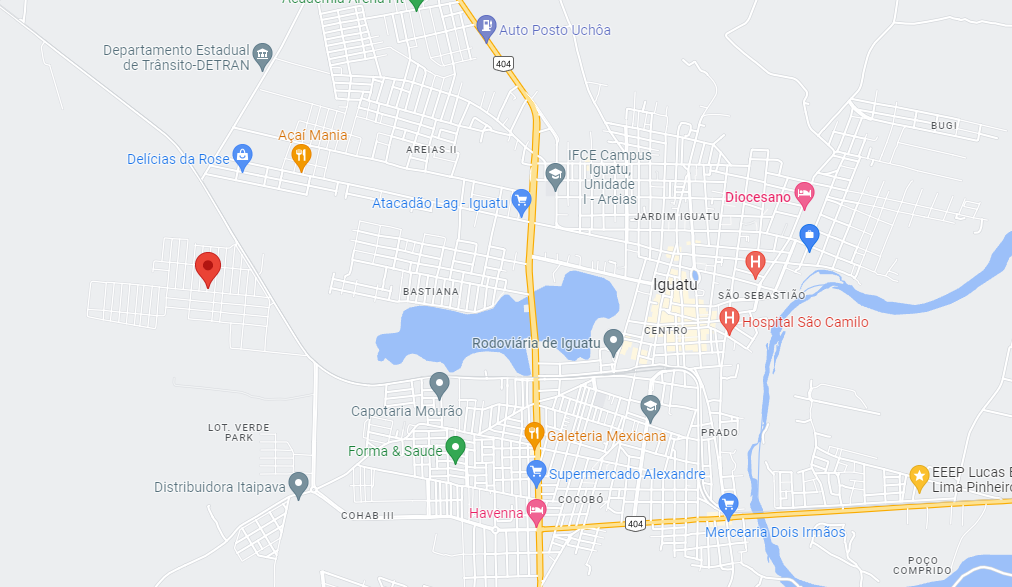 Academia Arena Fit
Auto Posto Uchôa
Departamento Estadual
de Trânsito-DETRAN
404
BUGI
Açaí Mania
AREIAS II
Delícias da Rose
IFCE Campus
Iguatu,
Unidade
I - Areias
Diocesano
Atacadão Lag - Iguatu
JARDIM IGUATU
Iguatu
BASTIANA
SÃO SEBASTIÃO
Hospital São Camilo
CENTRO
Rodoviária de Iguatu
Capotaria Mourão
LOT. VERDE
PARK
PRADO
Galeteria Mexicana
Forma & Saude
Supermercado Alexandre
EEEP Lucas E
Lima Pinheiro
Distribuidora Itaipava
COCOBÓ
Havenna
COHAB III
404
Mercearia Dois Irmãos
POÇO
COMPRIDO
H
H